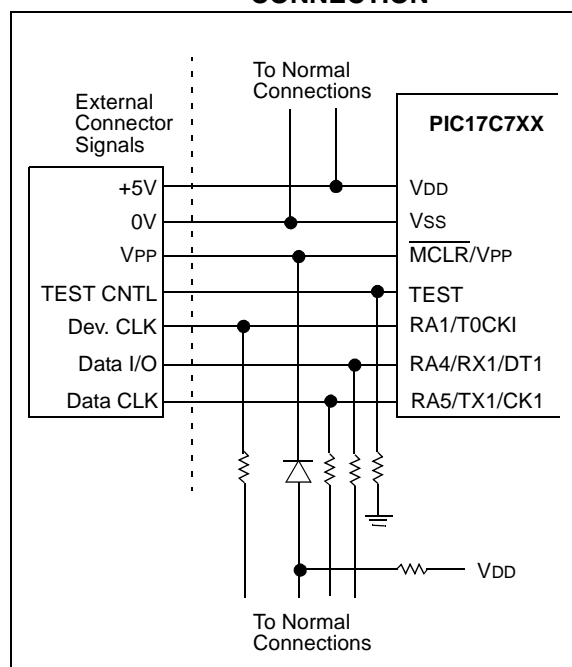 CONNECTION
To Normal
Connections
External
Connector
Signals
PIC17C7XX
+5V
VDD
0V
VSS
VPP
MCLR/VPP
TEST CNTL
TEST
Dev. CLK
RA1/T0CKI
Data I/O
RA4/RX1/DT1
Data CLK
RA5/TX1/CK1
VDD
To Normal
Connections